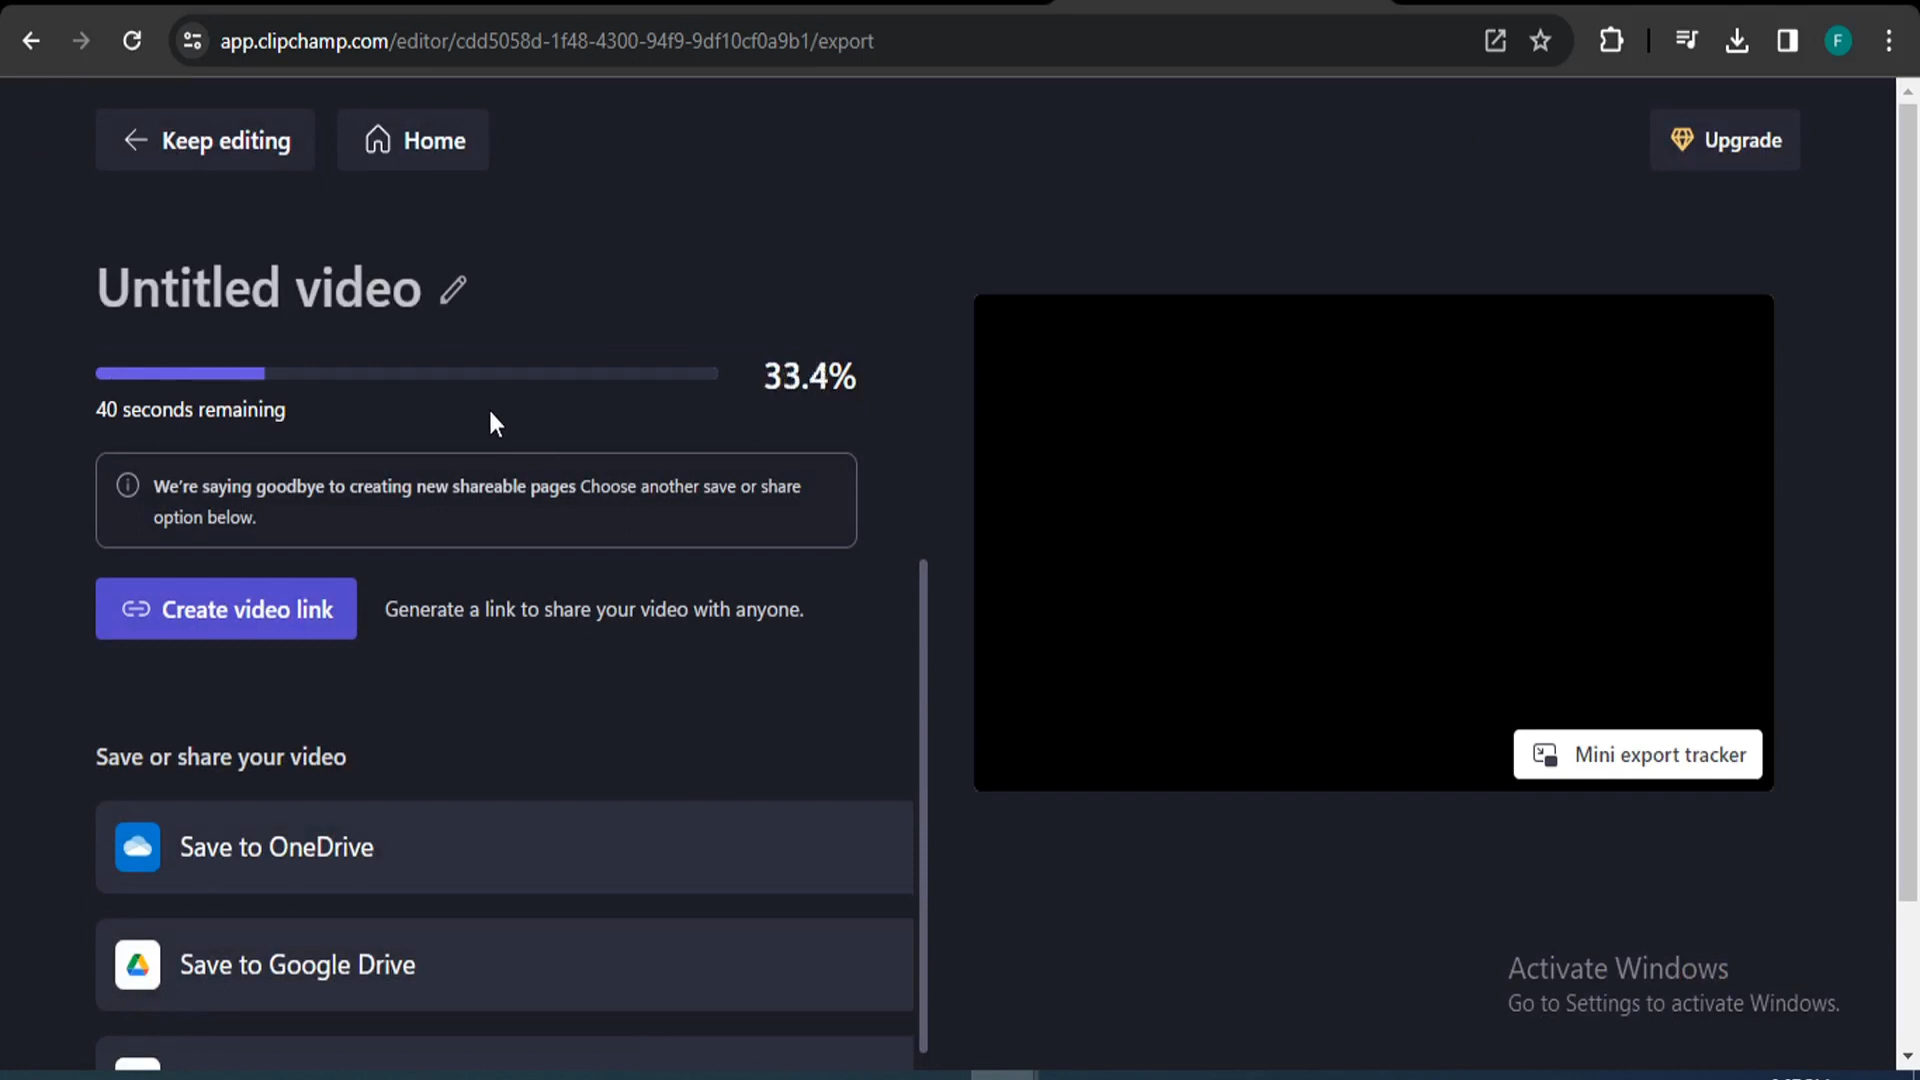 app.clipchamp.com/editor/cdd5058d-1f48-4300-94f9-9df10cf0a9b1/export
F
Keep editing
Home
Upgrade
Untitled video
33.4%
40 seconds remaining
We're saying goodbye to creating new shareable pages Choose another save or share
option below.
Create video link
Generate a link to share your video with anyone.
Mini export tracker
Save or share your video
Save to OneDrive
Save to Google Drive
Activate Windows
Go to Settings to activate Windows.